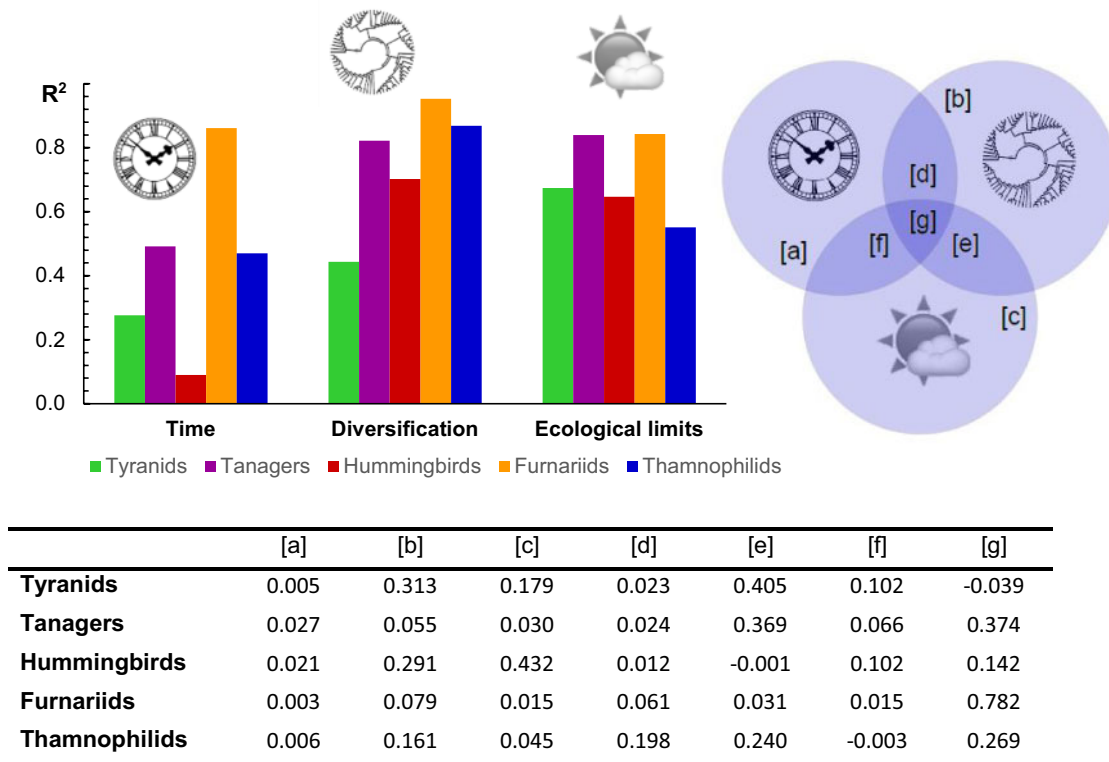 R²
0.8
0.6
0.4
0.2
0.0
Time Diversification Ecological limits
Tyranids Tanagers Hummingbirds Furnariids Thamnophilids
[b]
[d]
[g]
[a] [f] [e]
[c]
[a] [b] [c] [d] [e] [f] [g]
Tyranids 0.005 0.313 0.179 0.023 0.405 0.102 -0.039
Tanagers 0.027 0.055 0.030 0.024 0.369 0.066 0.374
Hummingbirds 0.021 0.291 0.432 0.012 -0.001 0.102 0.142
Furnariids 0.003 0.079 0.015 0.061 0.031 0.015 0.782
Thamnophilids 0.006 0.161 0.045 0.198 0.240 -0.003 0.269